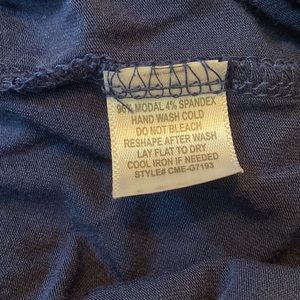 96% MODAL 4% SPANDEX
HAND WASH COLD
DO NOT BLEACH
RESHAPE AFTER WASH
LAY FLAT TO DRY
COOL IRON IF NEEDED
STYLE# CME-G7193